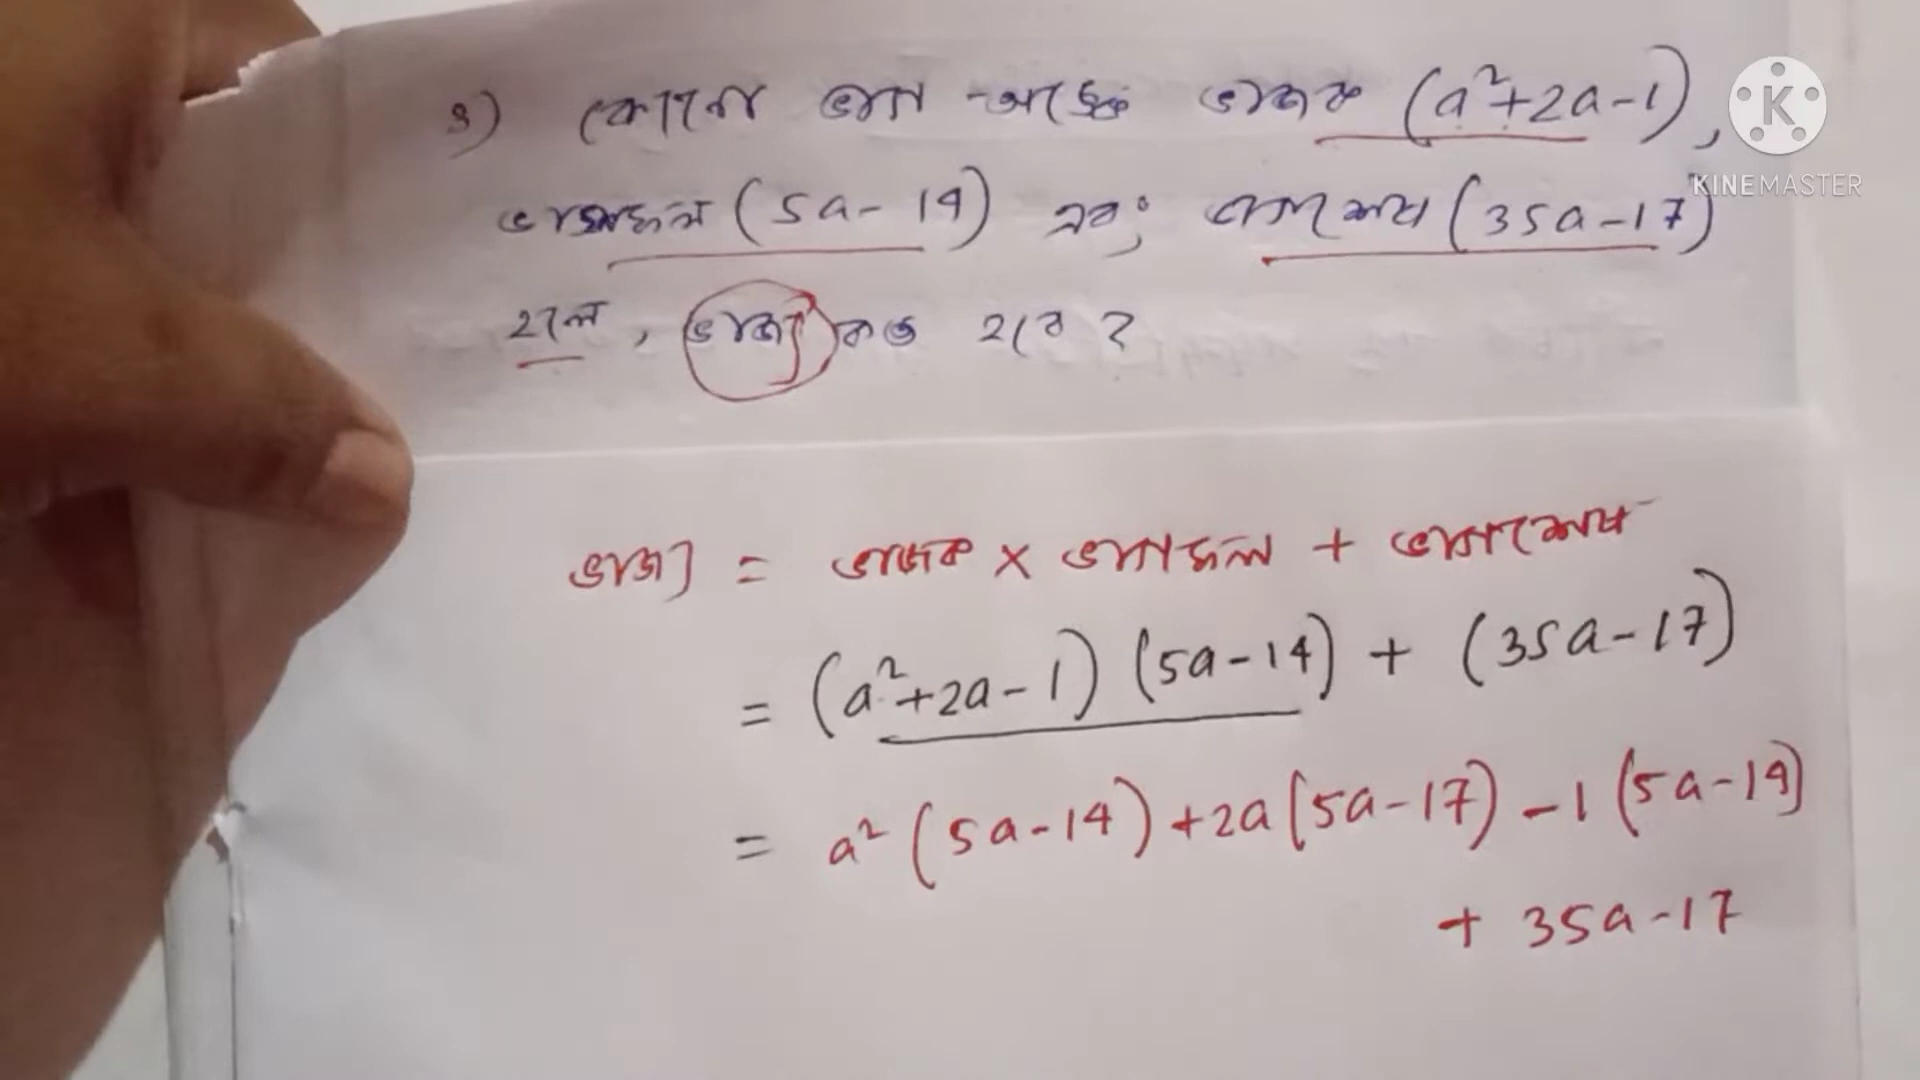 ৪) কোনো ভাগ অঙ্কে ভাজক (a²+2a-1),
ভাগফল (5a-14) এবং ভাগশেষ (35a-17)
হলে, ভাজ্য কত হবে ?
ভাজ্য = ভাজক × ভাগফল + ভাগশেষ
= (a²+2a-1) (5a-14) + (35a-17)
= a² (5a-14) +2a (5a-17) -1 (5a-14)
+ 35a-17
KINEMASTER